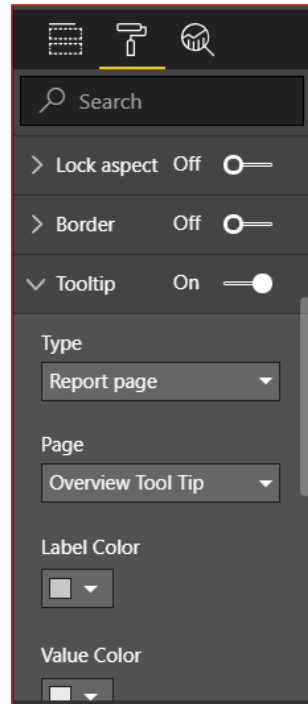 Search
Lock aspect Off
Border Off
Tooltip On
Type
Report page
Page
Overview Tool Tip
Label Color
Value Color